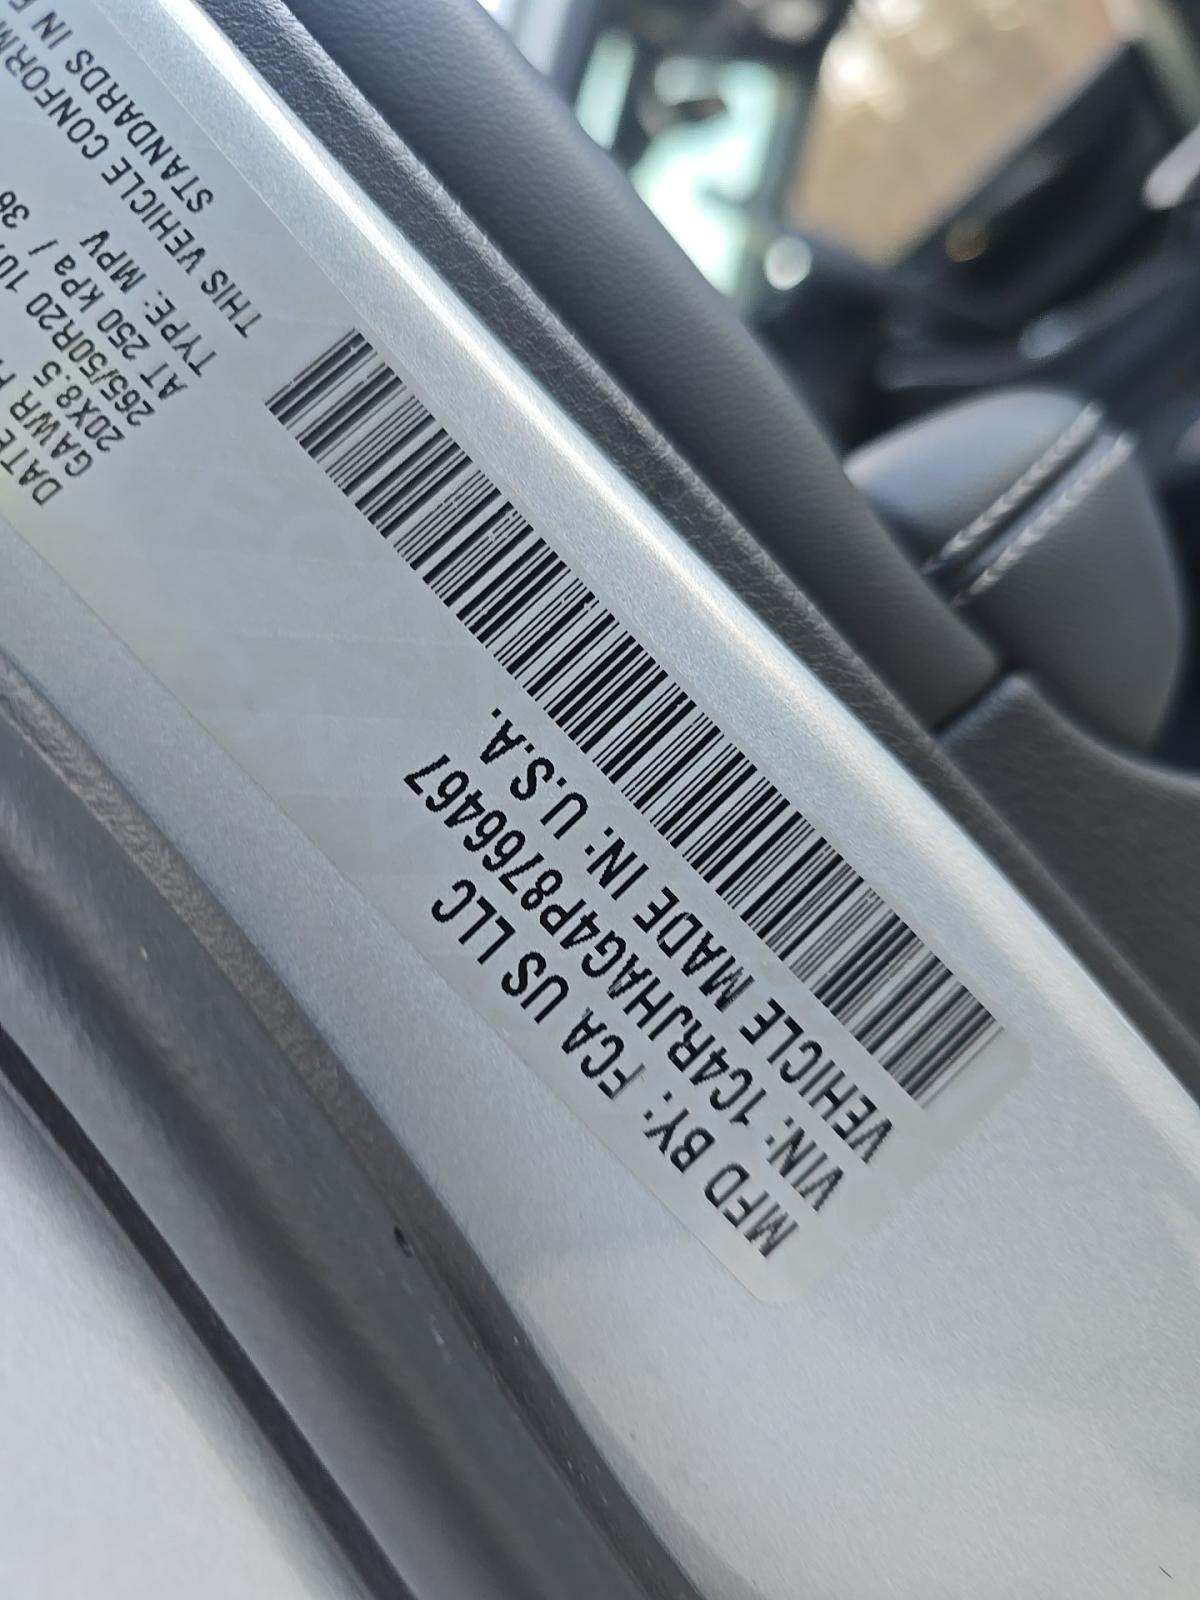 MFD BY: FCA US LLC
VIN: 1C4RJHAG4P8766467
VEHICLE MADE IN: U.S.A.
DATE
GAWR
20X8.5
265/50R20
AT 250 kPa /
TYPE: MPV
THIS VEHICLE
STANDARDS IN